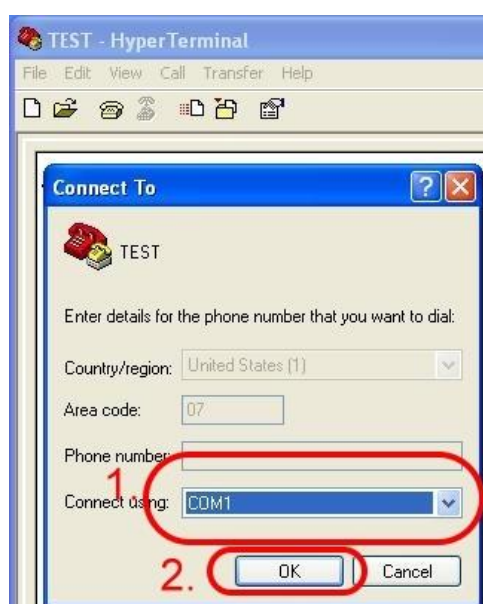 TEST - HyperTerminal
File Edit View Call Transfer Help
Connect To
TEST
Enter details for the phone number that you want to dial:
Country/region: United States (1)
Area code: 07
Phone number:
1.
Connect using: COM1
2. OK Cancel